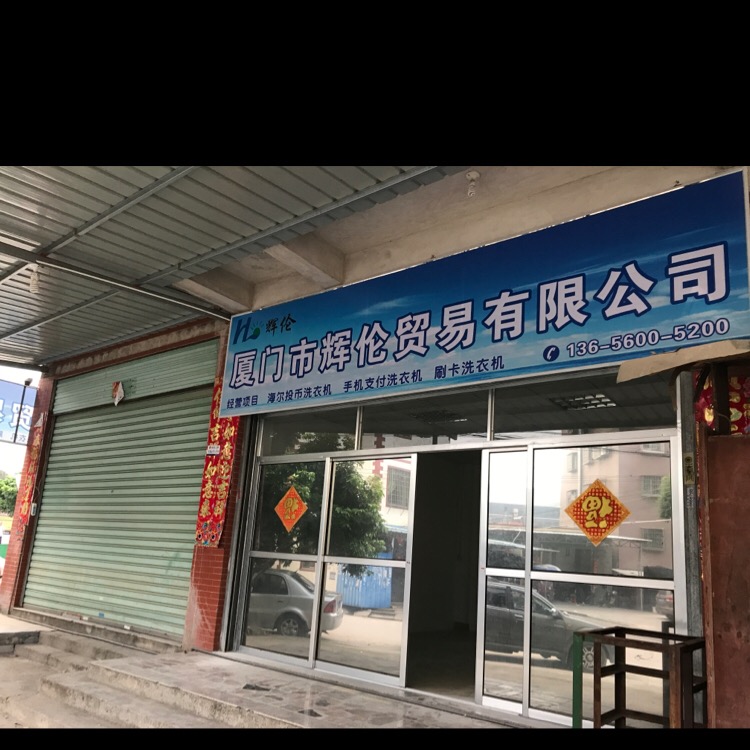 H 辉伦
厦门市辉伦贸易有限公司
136-5600-5200
经营项目 海尔投币洗衣机 手机支付洗衣机 刷卡洗衣机
福
福